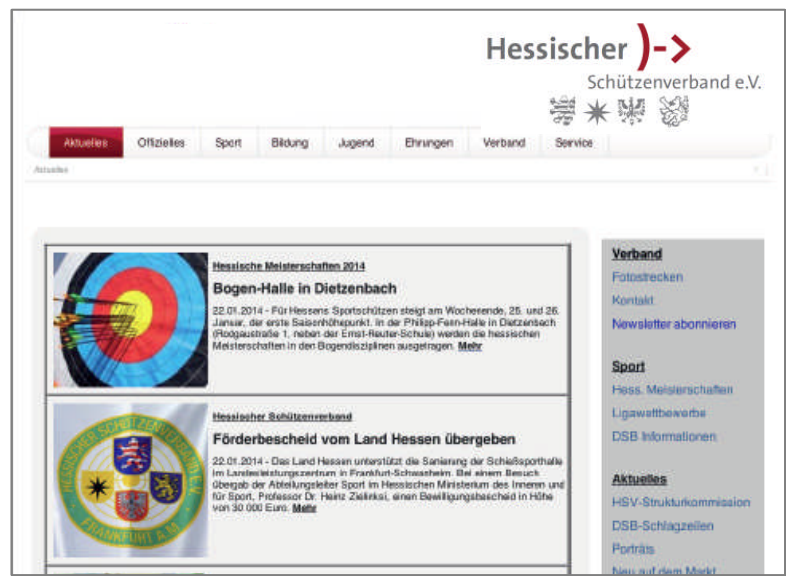 Hessischer
Schützenverband e.V.
Aktuelles Offizielles Sport Bildung Jugend Ehrungen Verband Service
Aktuelles
Hessische Meisterschaften 2014
Bogen-Halle in Dietzenbach
22.01.2014 - Für Hessens Sportschützen steigt am Wochenende, 25. und 26.
Januar, der erste Saisonhöhepunkt. In der Philipp-Fenn-Halle in Dietzenbach
(Rodgaustraße 1, neben der Ernst-Reuter-Schule) werden die hessischen
Meisterschaften in den Bogendisziplinen ausgetragen. Mehr
HESSISCHER SCHÜTZENVERBAND E.V.
FRANKFURT A.M.
Hessischer Schützenverband
Förderbescheid vom Land Hessen übergeben
22.01.2014 - Das Land Hessen unterstützt die Sanierung der Schießsporthalle
im Landesleistungszentrum in Frankfurt-Schwanheim. Bei einem Besuch
übergab der Abteilungsleiter Sport im Hessischen Ministerium des Inneren und
für Sport, Professor Dr. Heinz Zielinksi, einen Bewilligungsbescheid in Höhe
von 30 000 Euro. Mehr
Verband
Fotostrecken
Kontakt
Newsletter abonnieren
Sport
Hess. Meisterschaften
Ligawettbewerbe
DSB Informationen
Aktuelles
HSV-Strukturkommission
DSB-Schlagzeilen
Porträts
Neu auf dem Markt